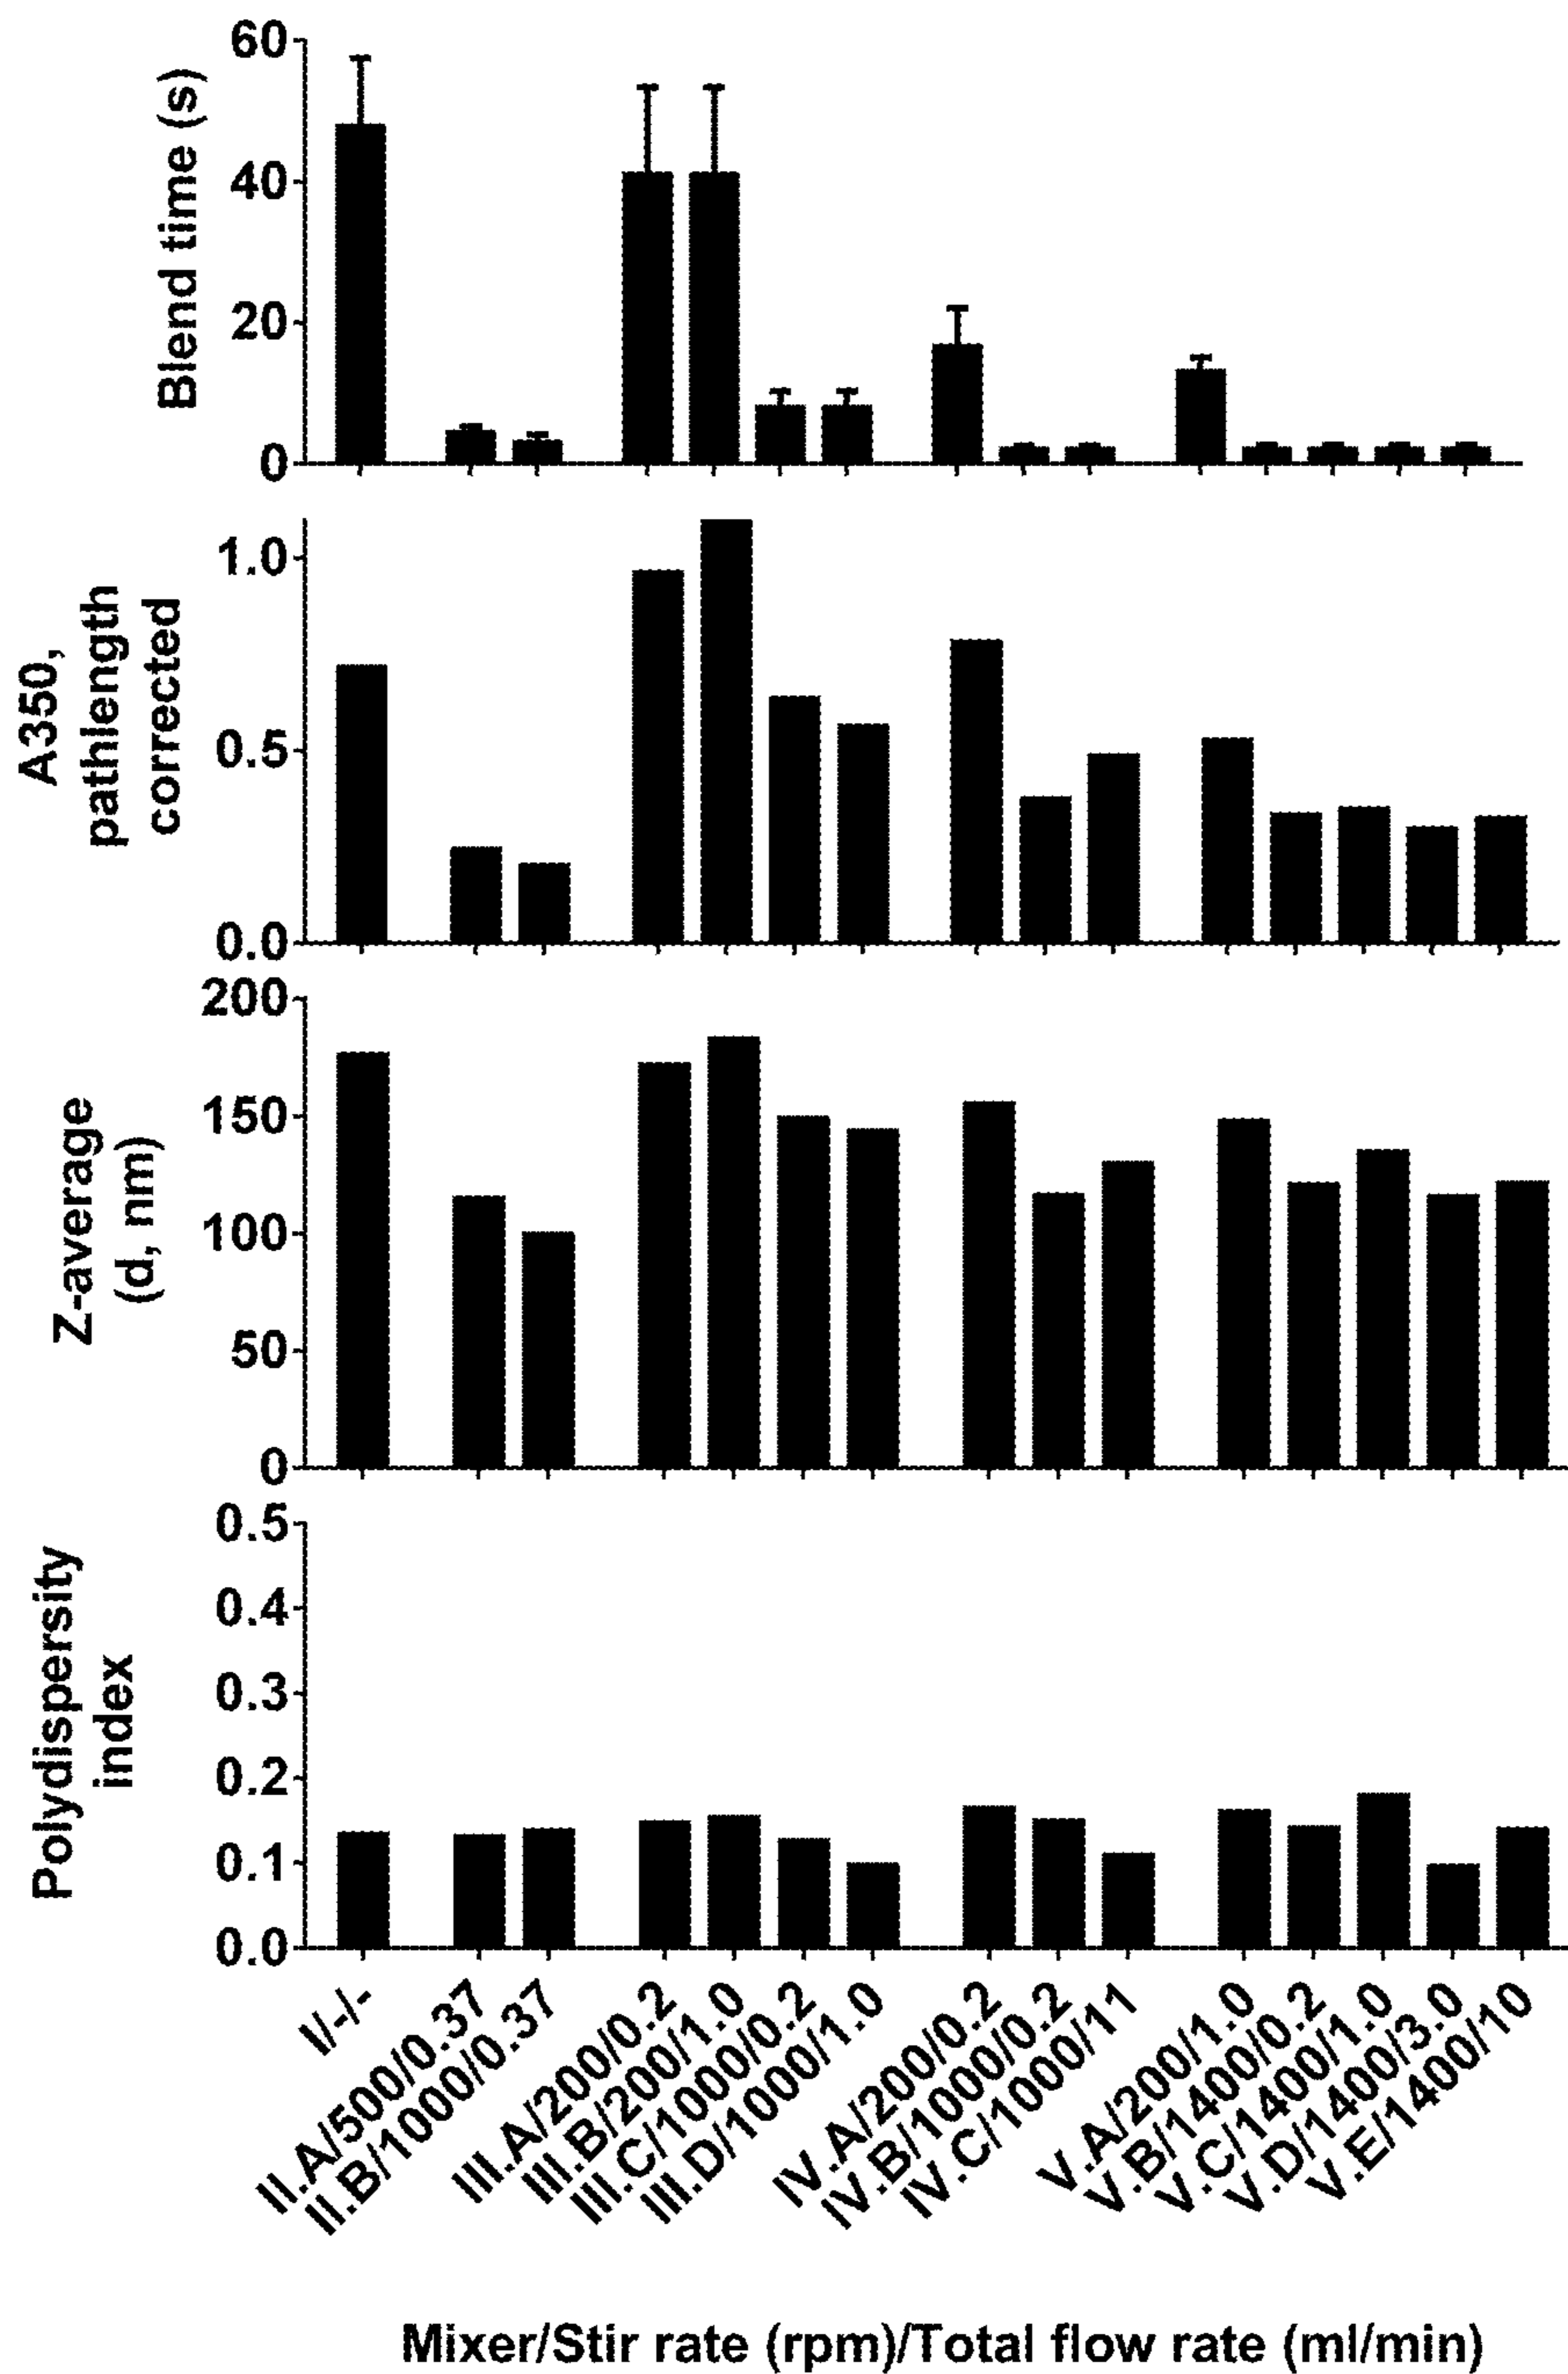 60
40
20
0
Blend time (s)
1.0
0.5
0.0
A350,
pathlength
corrected
200
150
100
50
0
Z-average
(d, nm)
0.5
0.4
0.3
0.2
0.1
0.0
Polydispersity
index
I/-/-
II.A/500/0.37
II.B/1000/0.37
III.A/200/0.2
III.B/200/1.0
III.C/1000/0.2
III.D/1000/1.0
IV.A/200/0.2
IV.B/1000/0.2
IV.C/1000/11
V.A/200/1.0
V.B/1400/0.2
V.C/1400/1.0
V.D/1400/3.0
V.E/1400/10
Mixer/Stir rate (rpm)/Total flow rate (ml/min)